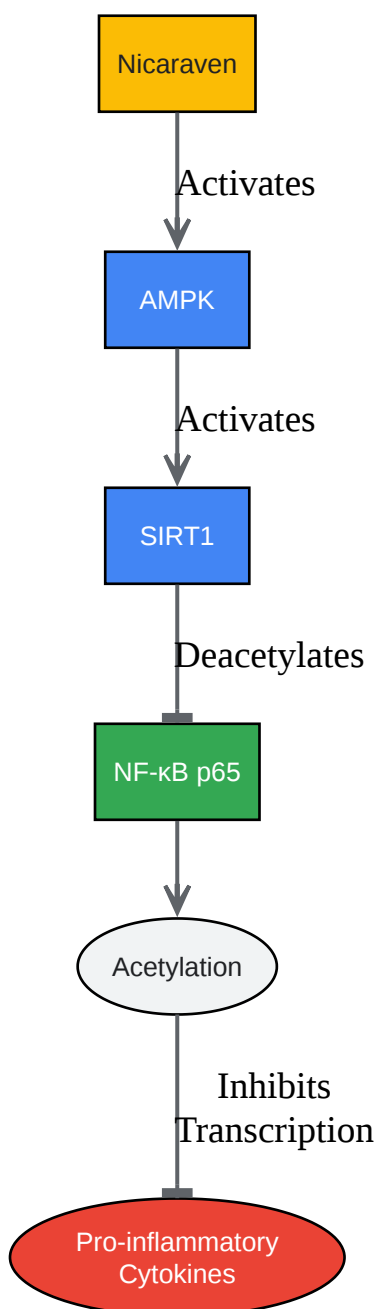 Nicaraven
Activates
AMPK
Activates
SIRT1
Deacetylates
NF-κB p65
Acetylation
Inhibits
Transcription
Pro-inflammatory
Cytokines